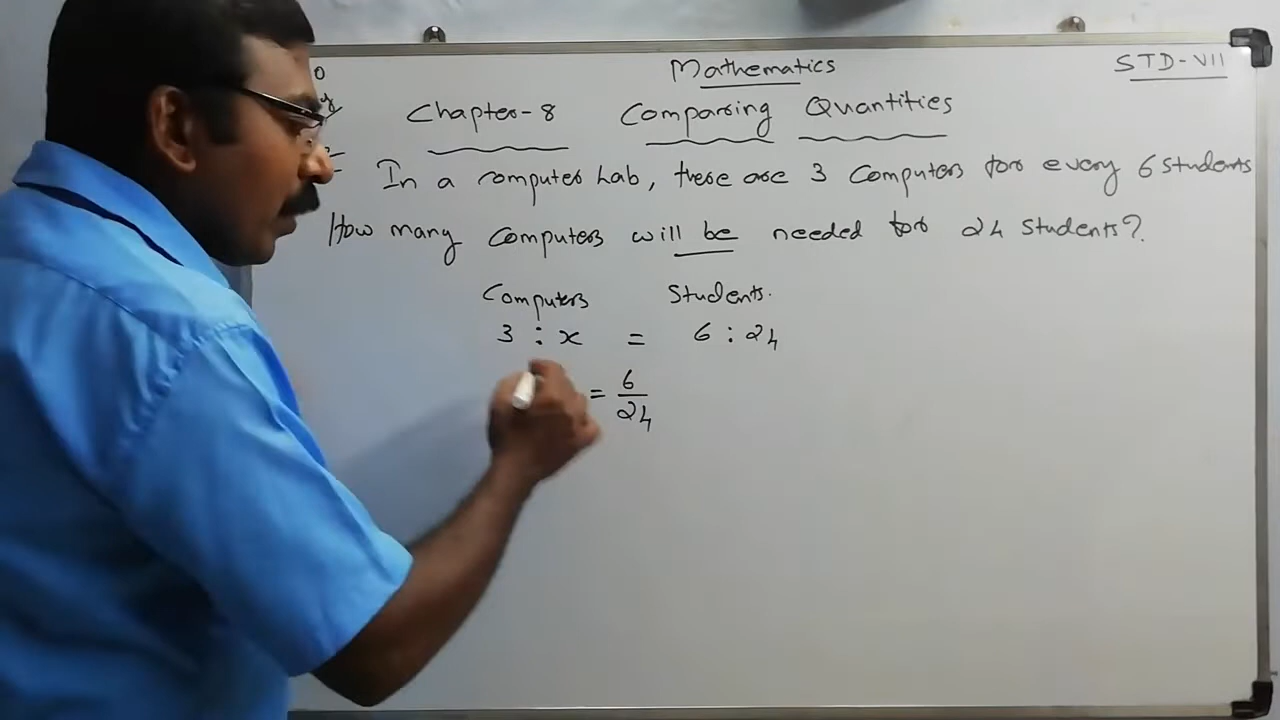 Mathematics
STD-VII
Chapter-8 Comparing Quantities
In a computer Lab, there are 3 Computers for every 6 Students
How many Computers will be needed for 24 Students?
Computers Students.
3 : x = 6 : 24
= 6
24